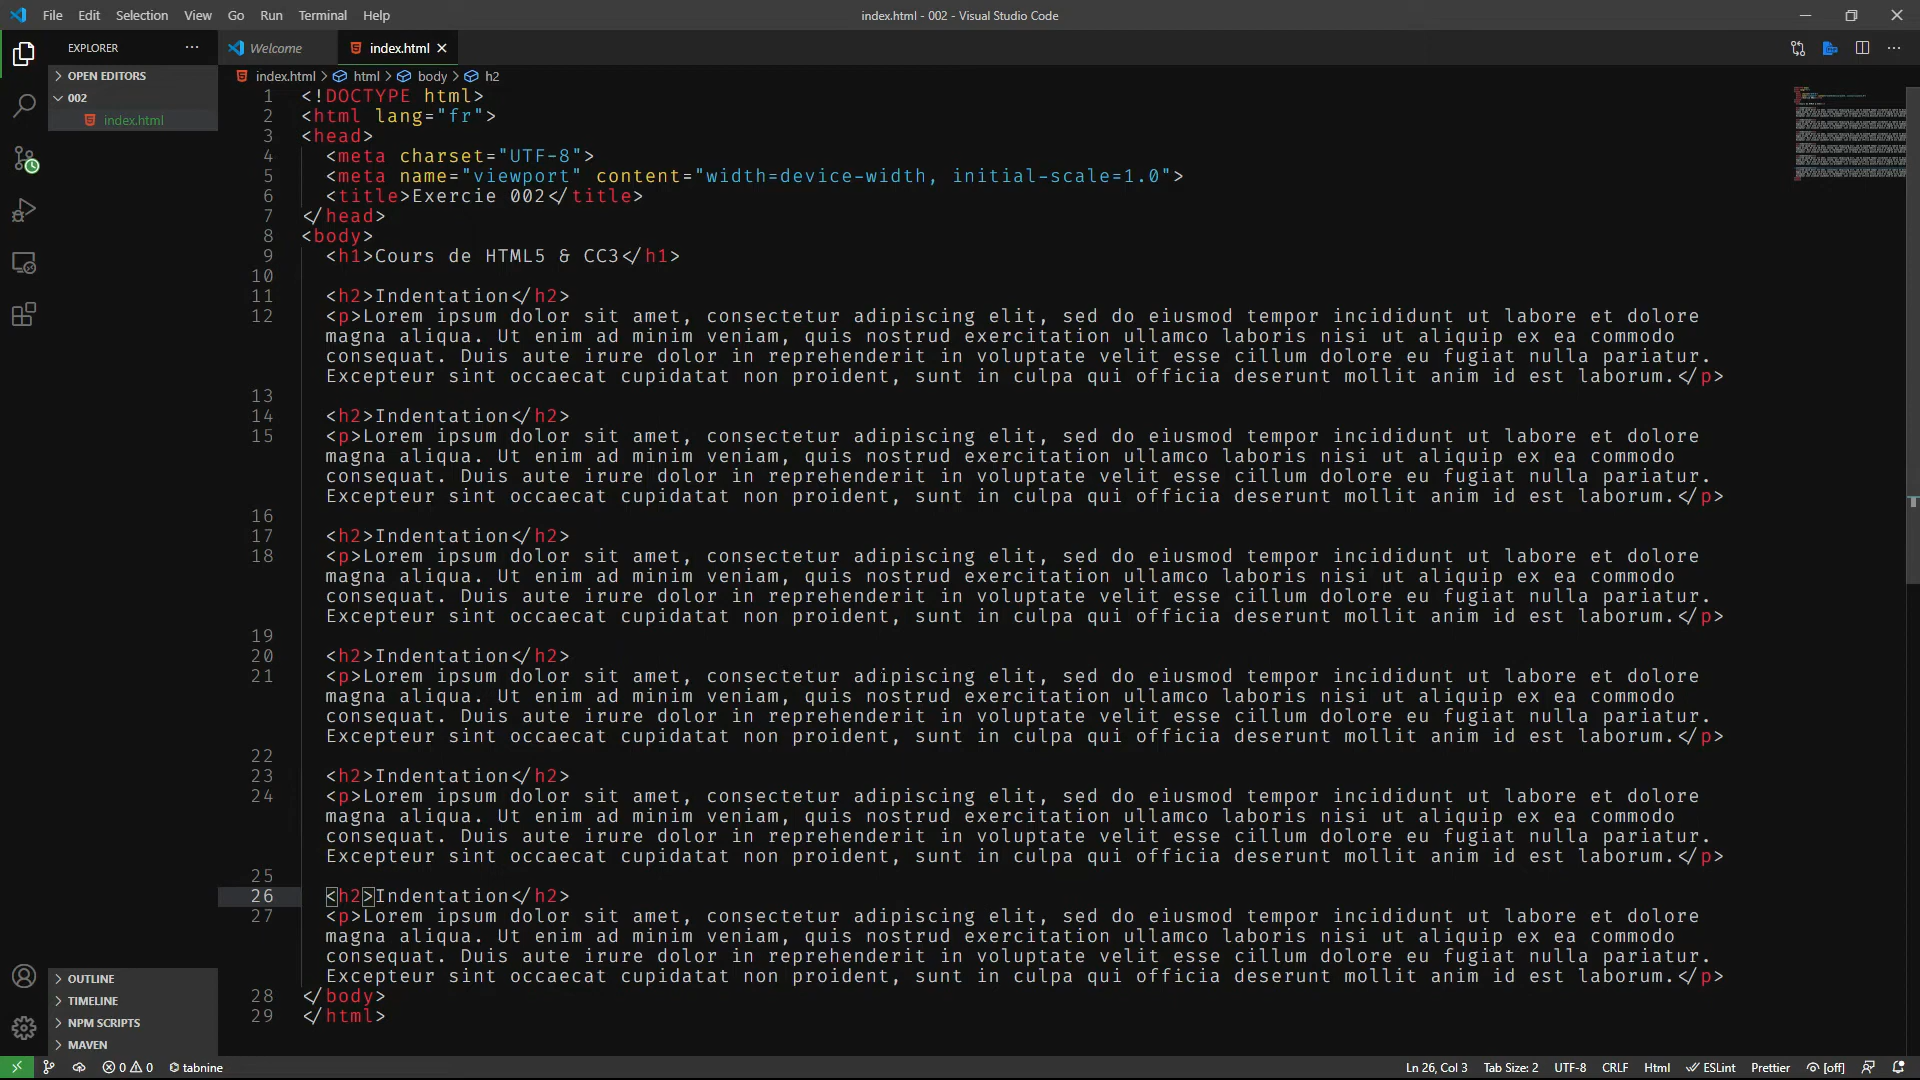 File Edit Selection View Go Run Terminal Help
index.html - 002 - Visual Studio Code
EXPLORER
Welcome
index.html
OPEN EDITORS
002
index.html
index.html > html > body > h2
1 <!DOCTYPE html>
2 <html lang="fr">
3 <head>
4 <meta charset="UTF-8">
5 <meta name="viewport" content="width=device-width, initial-scale=1.0">
6 <title>Exercie 002</title>
7 </head>
8 <body>
9 <h1>Cours de HTML5 & CC3</h1>
10
11 <h2>Indentation</h2>
12 <p>Lorem ipsum dolor sit amet, consectetur adipiscing elit, sed do eiusmod tempor incididunt ut labore et dolore
magna aliqua. Ut enim ad minim veniam, quis nostrud exercitation ullamco laboris nisi ut aliquip ex ea commodo
consequat. Duis aute irure dolor in reprehenderit in voluptate velit esse cillum dolore eu fugiat nulla pariatur.
Excepteur sint occaecat cupidatat non proident, sunt in culpa qui officia deserunt mollit anim id est laborum.</p>
13
14 <h2>Indentation</h2>
15 <p>Lorem ipsum dolor sit amet, consectetur adipiscing elit, sed do eiusmod tempor incididunt ut labore et dolore
magna aliqua. Ut enim ad minim veniam, quis nostrud exercitation ullamco laboris nisi ut aliquip ex ea commodo
consequat. Duis aute irure dolor in reprehenderit in voluptate velit esse cillum dolore eu fugiat nulla pariatur.
Excepteur sint occaecat cupidatat non proident, sunt in culpa qui officia deserunt mollit anim id est laborum.</p>
16
17 <h2>Indentation</h2>
18 <p>Lorem ipsum dolor sit amet, consectetur adipiscing elit, sed do eiusmod tempor incididunt ut labore et dolore
magna aliqua. Ut enim ad minim veniam, quis nostrud exercitation ullamco laboris nisi ut aliquip ex ea commodo
consequat. Duis aute irure dolor in reprehenderit in voluptate velit esse cillum dolore eu fugiat nulla pariatur.
Excepteur sint occaecat cupidatat non proident, sunt in culpa qui officia deserunt mollit anim id est laborum.</p>
19
20 <h2>Indentation</h2>
21 <p>Lorem ipsum dolor sit amet, consectetur adipiscing elit, sed do eiusmod tempor incididunt ut labore et dolore
magna aliqua. Ut enim ad minim veniam, quis nostrud exercitation ullamco laboris nisi ut aliquip ex ea commodo
consequat. Duis aute irure dolor in reprehenderit in voluptate velit esse cillum dolore eu fugiat nulla pariatur.
Excepteur sint occaecat cupidatat non proident, sunt in culpa qui officia deserunt mollit anim id est laborum.</p>
22
23 <h2>Indentation</h2>
24 <p>Lorem ipsum dolor sit amet, consectetur adipiscing elit, sed do eiusmod tempor incididunt ut labore et dolore
magna aliqua. Ut enim ad minim veniam, quis nostrud exercitation ullamco laboris nisi ut aliquip ex ea commodo
consequat. Duis aute irure dolor in reprehenderit in voluptate velit esse cillum dolore eu fugiat nulla pariatur.
Excepteur sint occaecat cupidatat non proident, sunt in culpa qui officia deserunt mollit anim id est laborum.</p>
25
26 <h2>Indentation</h2>
27 <p>Lorem ipsum dolor sit amet, consectetur adipiscing elit, sed do eiusmod tempor incididunt ut labore et dolore
magna aliqua. Ut enim ad minim veniam, quis nostrud exercitation ullamco laboris nisi ut aliquip ex ea commodo
consequat. Duis aute irure dolor in reprehenderit in voluptate velit esse cillum dolore eu fugiat nulla pariatur.
Excepteur sint occaecat cupidatat non proident, sunt in culpa qui officia deserunt mollit anim id est laborum.</p>
28 </body>
29 </html>
OUTLINE
TIMELINE
NPM SCRIPTS
MAVEN
0 0 tabnine
Ln 26, Col 3 Tab Size: 2 UTF-8 CRLF Html ESLint Prettier [off]